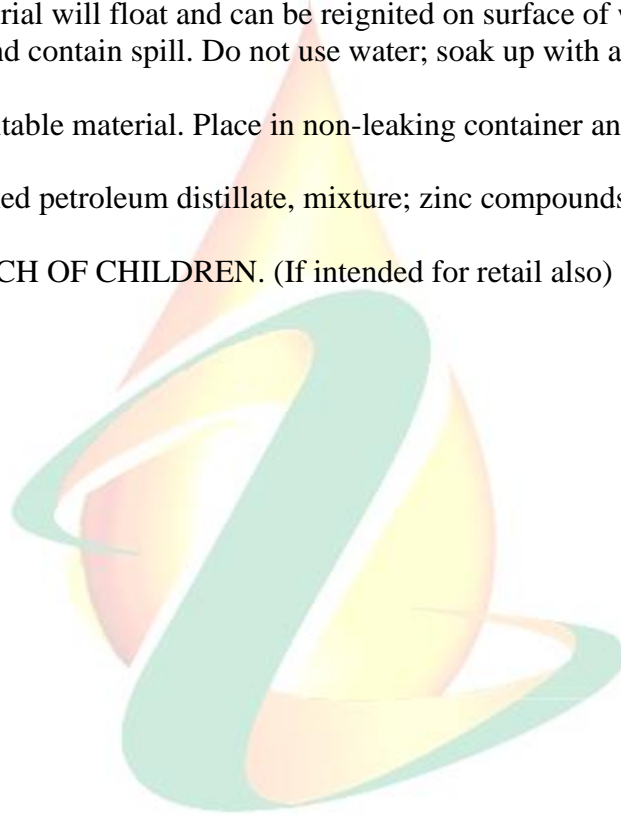 rial will float and can be reignited on surface of
nd contain spill. Do not use water; soak up with a
table material. Place in non-leaking container an
ed petroleum distillate, mixture; zinc compounds
CH OF CHILDREN. (If intended for retail also)